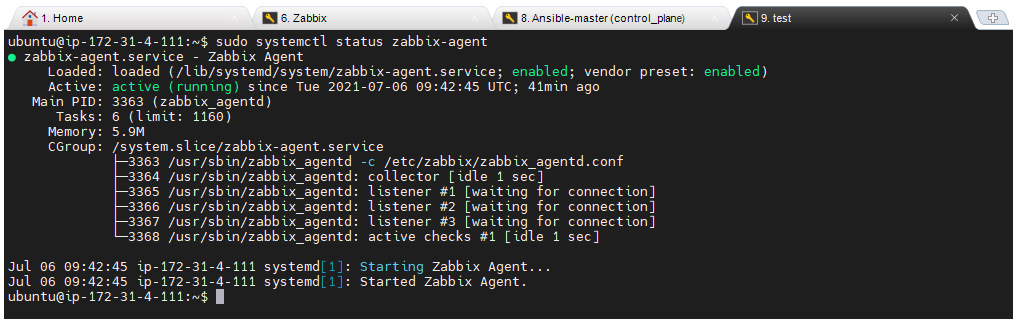 1. Home
6. Zabbix
8. Ansible-master (control_plane)
9. test
ubuntu@ip-172-31-4-111:~$ sudo systemctl status zabbix-agent
● zabbix-agent.service - Zabbix Agent
Loaded: loaded (/lib/systemd/system/zabbix-agent.service; enabled; vendor preset: enabled)
Active: active (running) since Tue 2021-07-06 09:42:45 UTC; 41min ago
Main PID: 3363 (zabbix_agentd)
Tasks: 6 (limit: 1160)
Memory: 5.9M
CGroup: /system.slice/zabbix-agent.service
├─3363 /usr/sbin/zabbix_agentd -c /etc/zabbix/zabbix_agentd.conf
├─3364 /usr/sbin/zabbix_agentd: collector [idle 1 sec]
├─3365 /usr/sbin/zabbix_agentd: listener #1 [waiting for connection]
├─3366 /usr/sbin/zabbix_agentd: listener #2 [waiting for connection]
├─3367 /usr/sbin/zabbix_agentd: listener #3 [waiting for connection]
└─3368 /usr/sbin/zabbix_agentd: active checks #1 [idle 1 sec]
Jul 06 09:42:45 ip-172-31-4-111 systemd[1]: Starting Zabbix Agent...
Jul 06 09:42:45 ip-172-31-4-111 systemd[1]: Started Zabbix Agent.
ubuntu@ip-172-31-4-111:~$